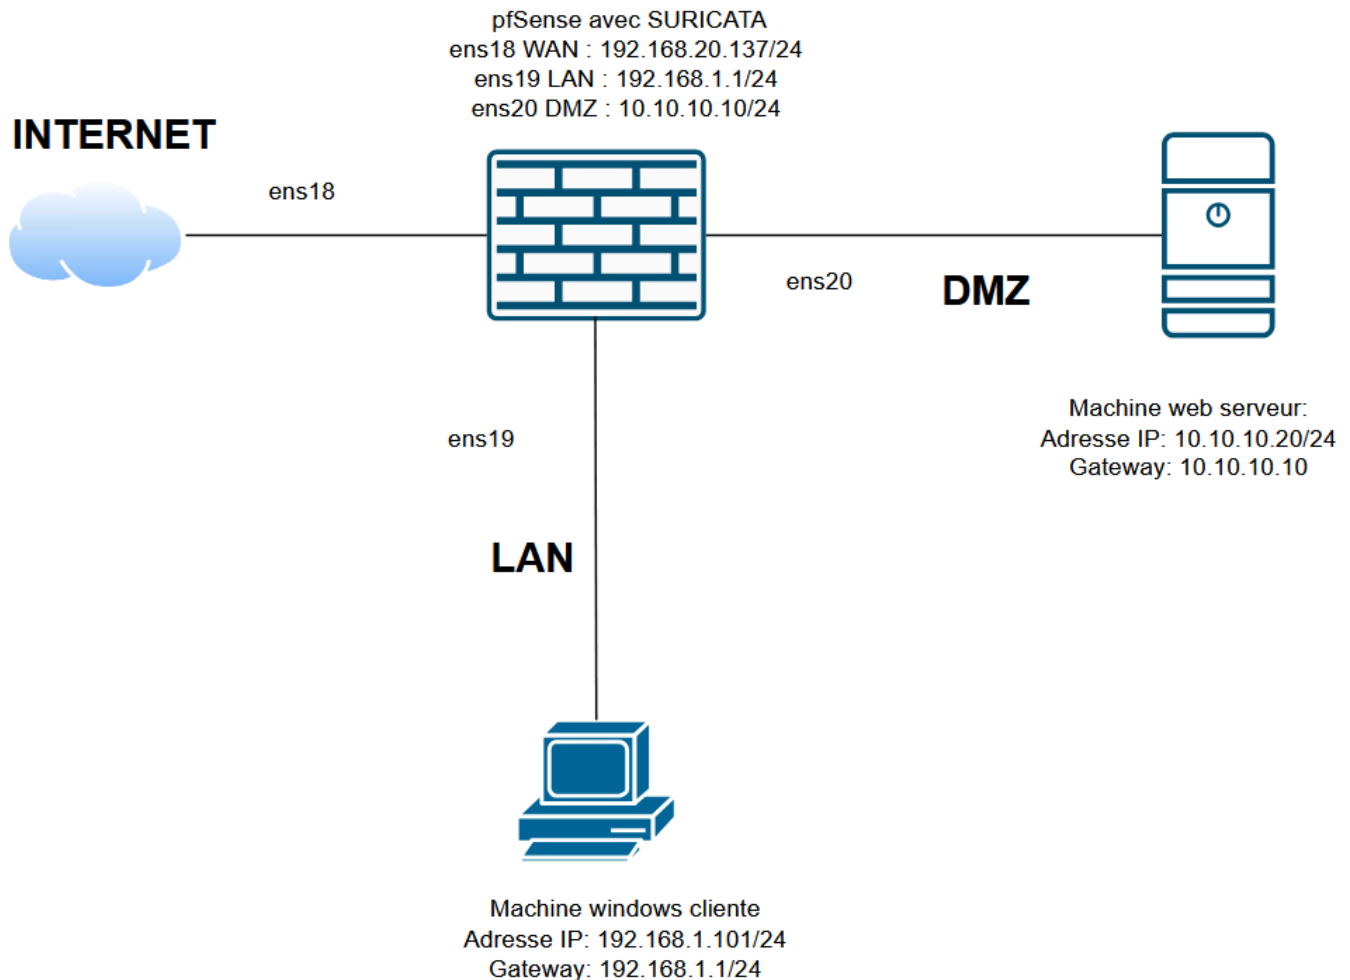 pfSense avec SURICATA
ens18 WAN : 192.168.20.137/24
ens19 LAN : 192.168.1.1/24
ens20 DMZ : 10.10.10.10/24
INTERNET
ens18
ens20
DMZ
Machine web serveur:
Adresse IP: 10.10.10.20/24
Gateway: 10.10.10.10
ens19
LAN
Machine windows cliente
Adresse IP: 192.168.1.101/24
Gateway: 192.168.1.1/24